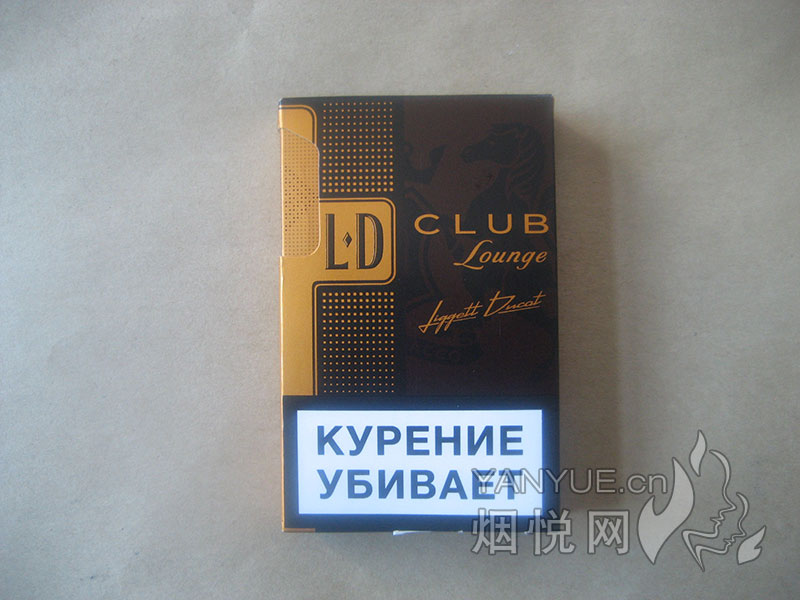 L·D
CLUB
Lounge
Liggett Ducat
КУРЕНИЕ
УБИВАЕТ
YANYUE.cn
烟悦网